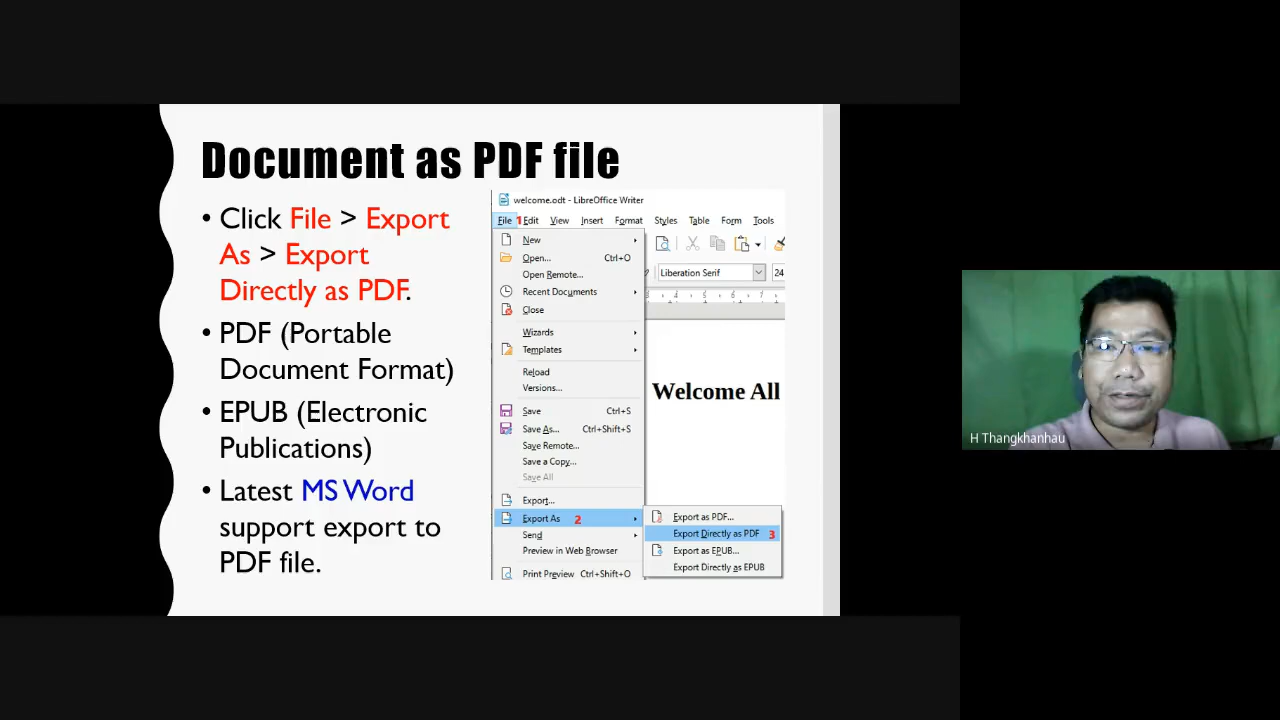 Document as PDF file
• Click File > Export
As > Export
Directly as PDF.
• PDF (Portable
Document Format)
• EPUB (Electronic
Publications)
• Latest MS Word
support export to
PDF file.
welcome.odt - LibreOffice Writer
File 1 Edit View Insert Format Styles Table Form Tools
New
Open... Ctrl+O
Open Remote...
Recent Documents
Close
Wizards
Templates
Reload
Versions...
Save Ctrl+S
Save As... Ctrl+Shift+S
Save Remote...
Save a Copy...
Save All
Export...
Export As 2
Send
Preview in Web Browser
Print Preview Ctrl+Shift+O
Liberation Serif 24
3 4 5 6 7
Welcome All
Export as PDF...
Export Directly as PDF 3
Export as EPUB...
Export Directly as EPUB
H Thangkhanhau